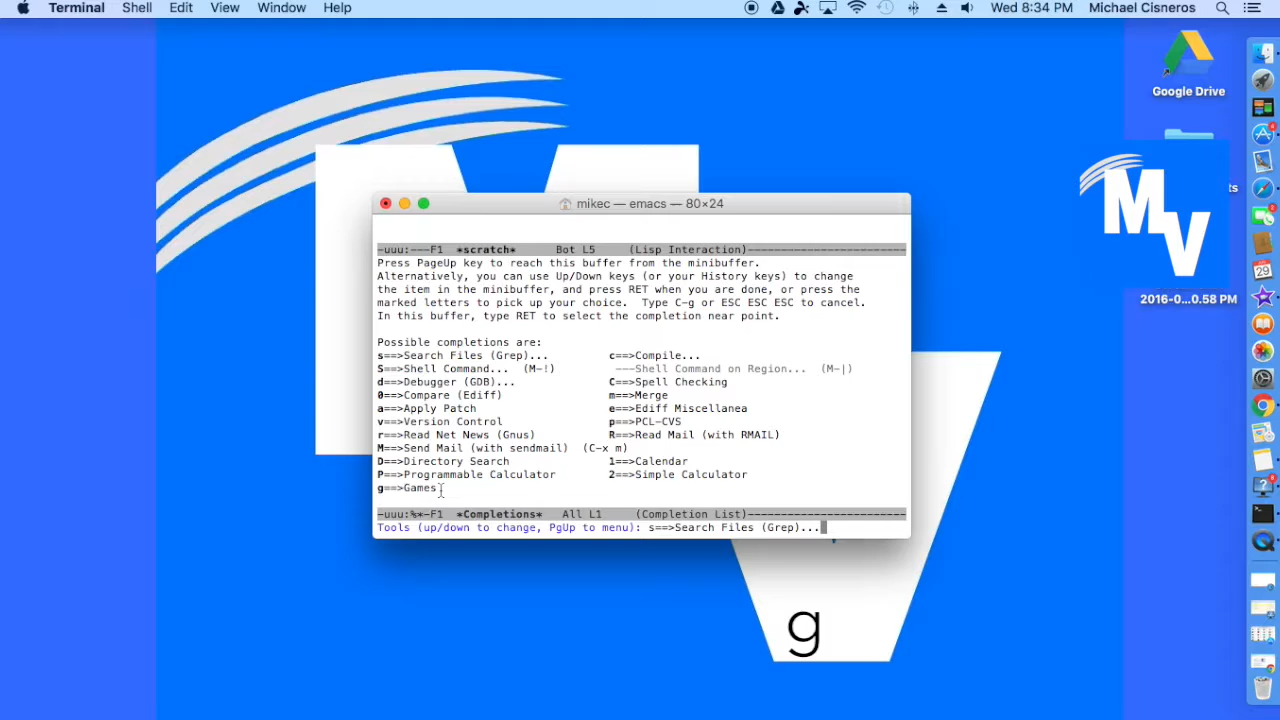 Terminal Shell Edit View Window Help Wed 8:34 PM Michael Cisneros
Google Drive
MV
2016-0...0.58 PM
29
mikec — emacs — 80×24
-uuu:---F1 *scratch* Bot L5 (Lisp Interaction)------------------------
Press PageUp key to reach this buffer from the minibuffer.
Alternatively, you can use Up/Down keys (or your History keys) to change
the item in the minibuffer, and press RET when you are done, or press the
marked letters to pick up your choice. Type C-g or ESC ESC ESC to cancel.
In this buffer, type RET to select the completion near point.
Possible completions are:
s==>Search Files (Grep)... c==>Compile...
S==>Shell Command... (M-!) ---Shell Command on Region... (M-|)
d==>Debugger (GDB)... C==>Spell Checking
0==>Compare (Ediff) m==>Merge
a==>Apply Patch e==>Ediff Miscellanea
v==>Version Control p==>PCL-CVS
r==>Read Net News (Gnus) R==>Read Mail (with RMAIL)
M==>Send Mail (with sendmail) (C-x m)
D==>Directory Search 1==>Calendar
P==>Programmable Calculator 2==>Simple Calculator
g==>Games
-uuu:%*-F1 *Completions* All L1 (Completion List)------------------------
Tools (up/down to change, PgUp to menu): s==>Search Files (Grep)...
g